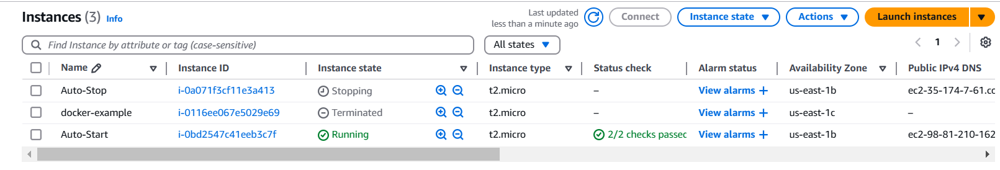 Instances (3) Info
Last updated
less than a minute ago
Connect
Instance state
Actions
Launch instances
Find Instance by attribute or tag (case-sensitive)
All states
1
Name Instance ID Instance state Instance type Status check Alarm status Availability Zone Public IPv4 DNS
Auto-Stop i-0a071f3cf11e3a413 Stopping t2.micro – View alarms + us-east-1b ec2-35-174-7-61.co
docker-example i-0116ee067e5029e69 Terminated t2.micro – View alarms + us-east-1c –
Auto-Start i-0bd2547c41eeb3c7f Running t2.micro 2/2 checks passec View alarms + us-east-1b ec2-98-81-210-162